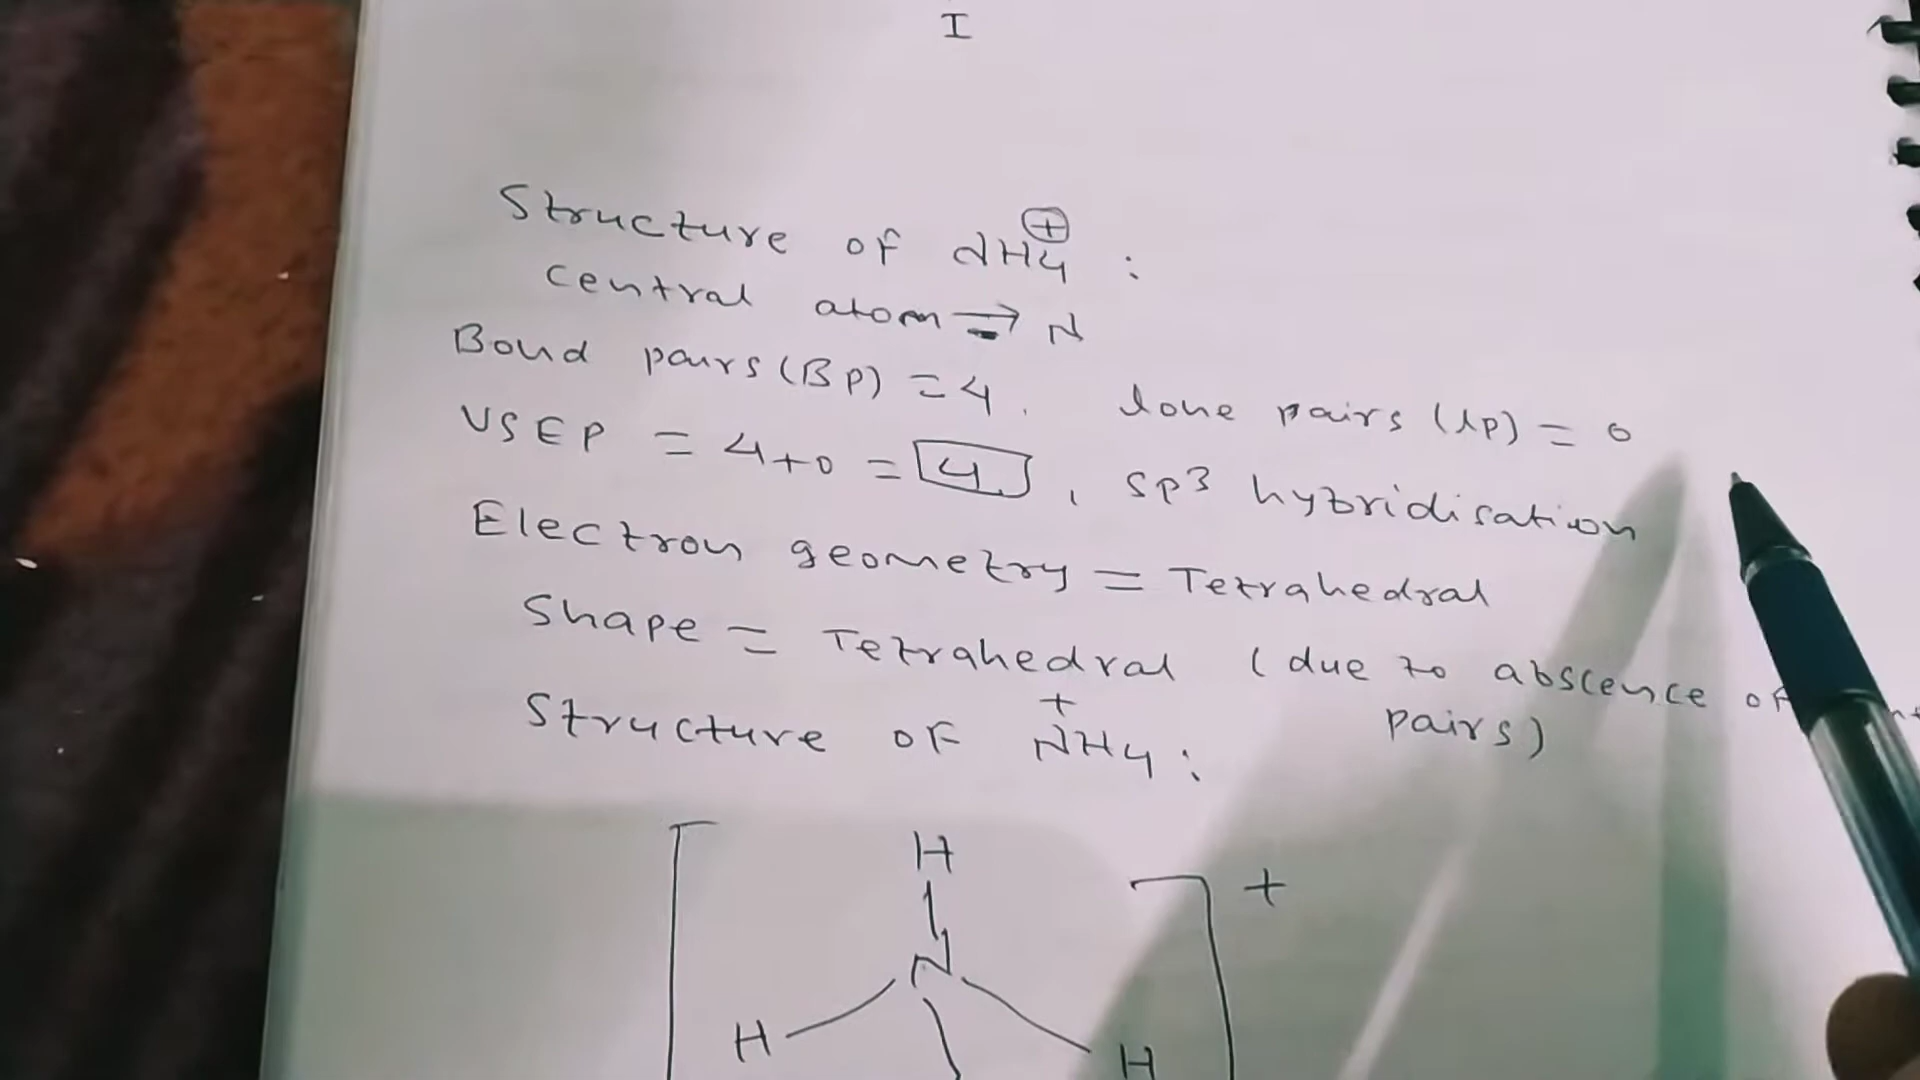 I
Structure of NH4⊕ :
central atom → N
Bond pairs (BP) = 4, lone pairs (lp) = 0
VSEP = 4+0 = 4, sp3 hybridisation
Electron geometry = Tetrahedral
Shape = Tetrahedral (due to abscence of
pairs)
Structure of NH4+ :
H
+
N
H H